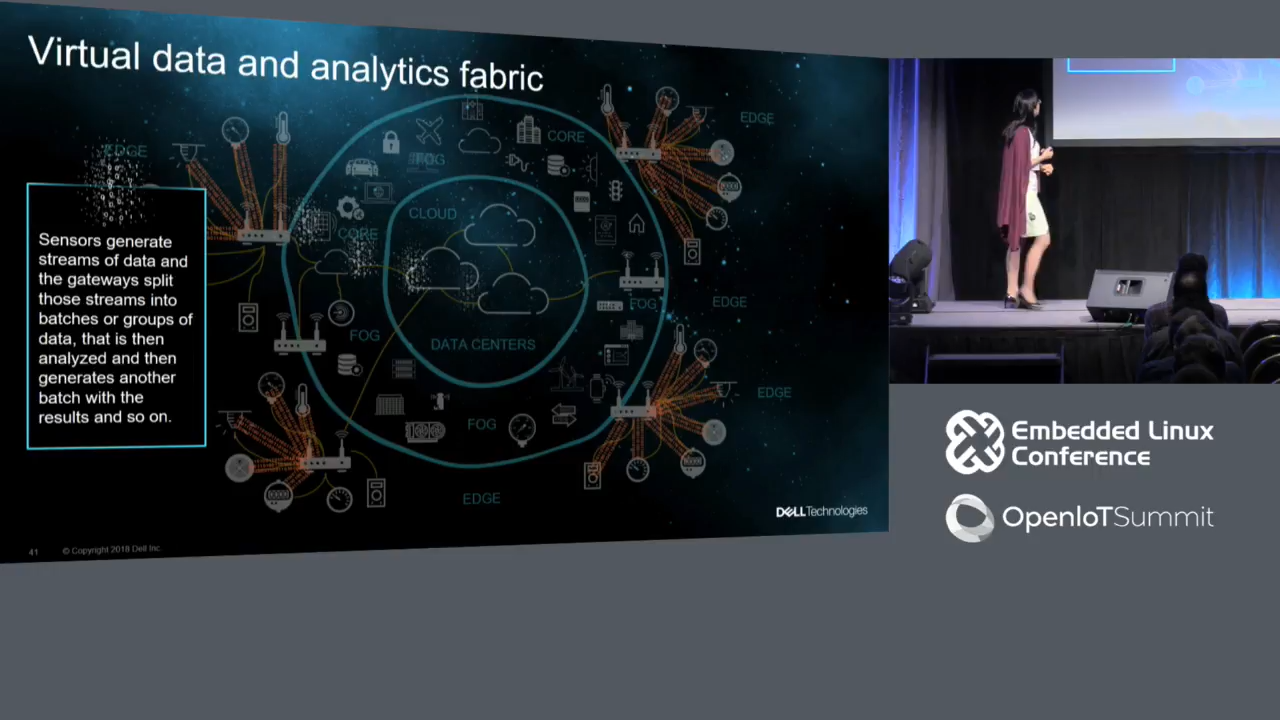 Virtual data and analytics fabric
EDGE
CORE
EDGE
FOG
CLOUD
CORE
Sensors generate
streams of data and
the gateways split
those streams into
batches or groups of
data, that is then
analyzed and then
generates another
batch with the
results and so on.
EDGE
FOG
FOG
DATA CENTERS
EDGE
FOG
EDGE
DELL Technologies
41 © Copyright 2018 Dell Inc.
Embedded Linux
Conference
OpenIoTSummit